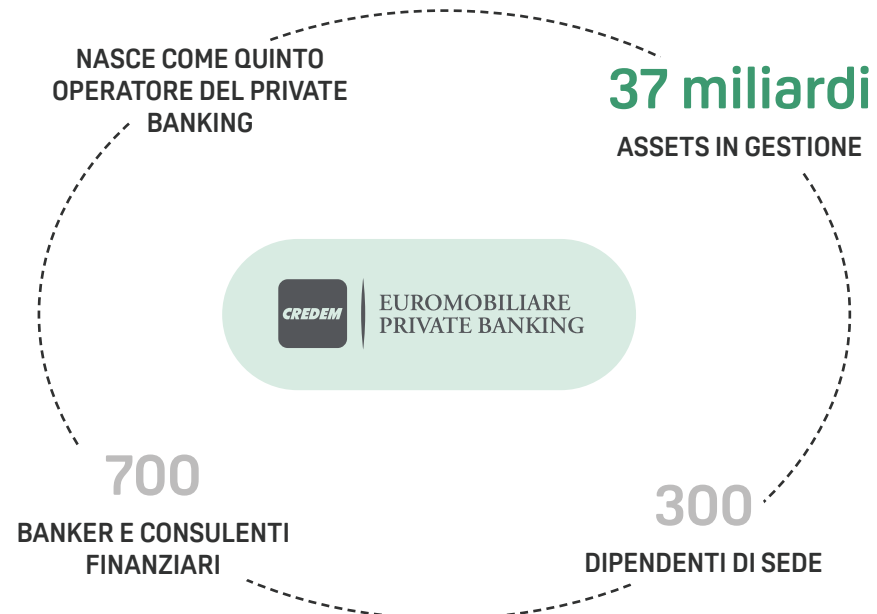 NASCE COME QUINTO
OPERATORE DEL PRIVATE
BANKING
37 miliardi
ASSETS IN GESTIONE
CREDEM
EUROMOBILIARE
PRIVATE BANKING
700
BANKER E CONSULENTI
FINANZIARI
300
DIPENDENTI DI SEDE